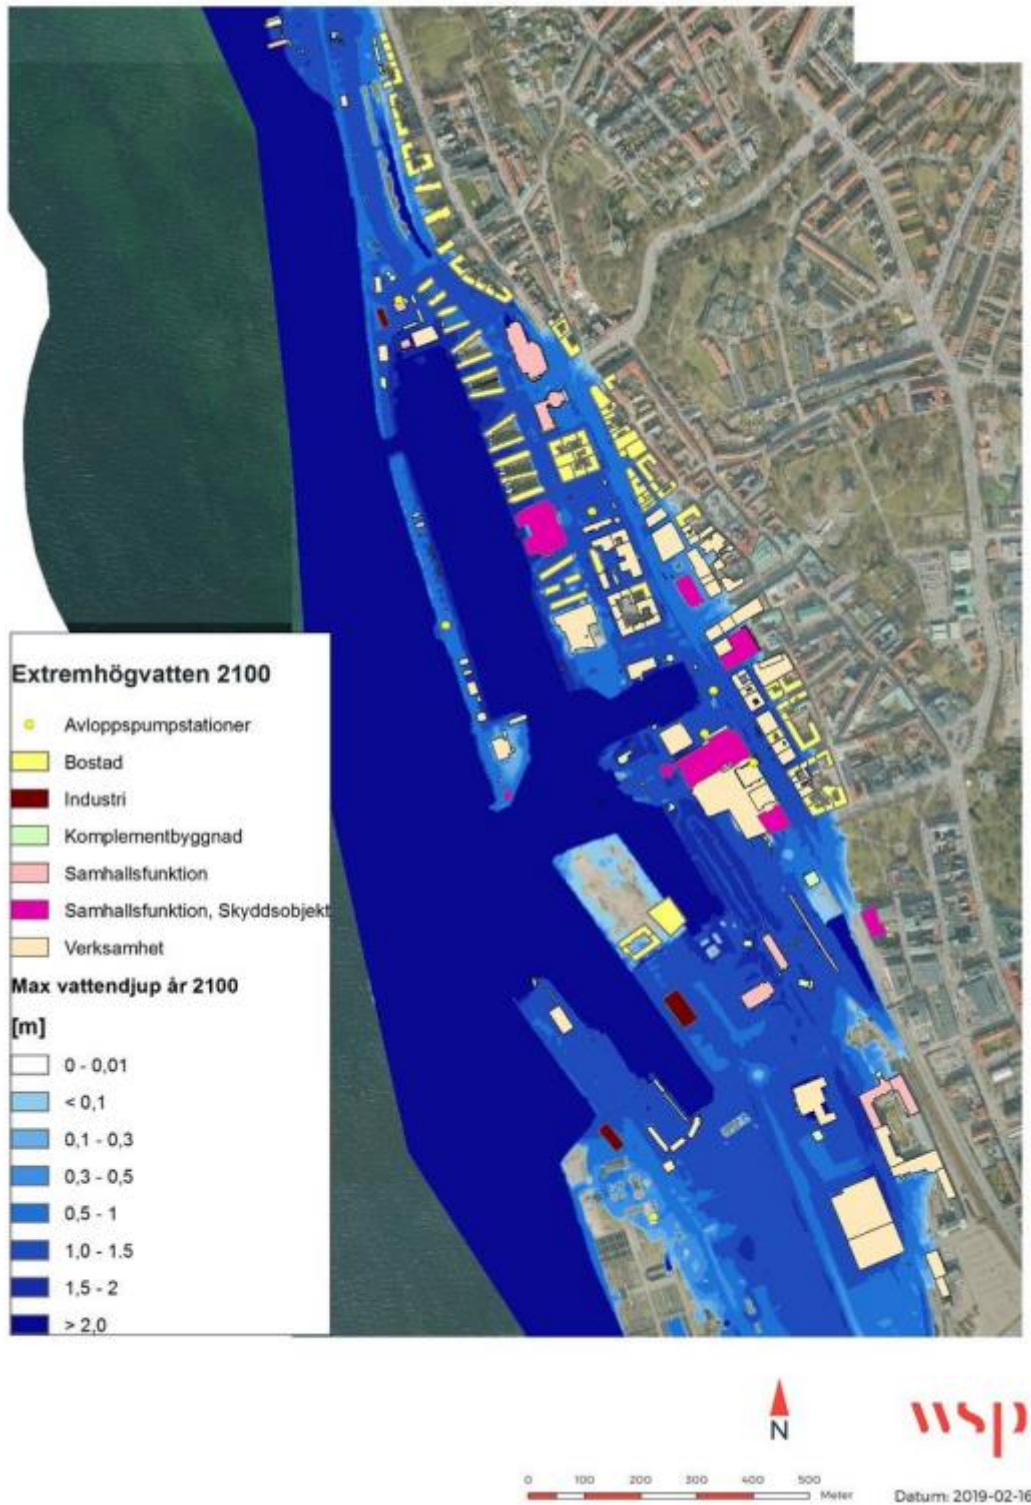 Extremhögvatten 2100
Avloppspumpstationer
Bostad
Industri
Komplementbyggnad
Samhallsfunktion
Samhallsfunktion, Skyddsobjekt
Verksamhet
Max vattendjup år 2100
[m]
0 - 0,01
< 0,1
0,1 - 0,3
0,3 - 0,5
0,5 - 1
1,0 - 1.5
1,5 - 2
> 2,0
N
wsp
0 100 200 300 400 500
Meter
Datum: 2019-02-16